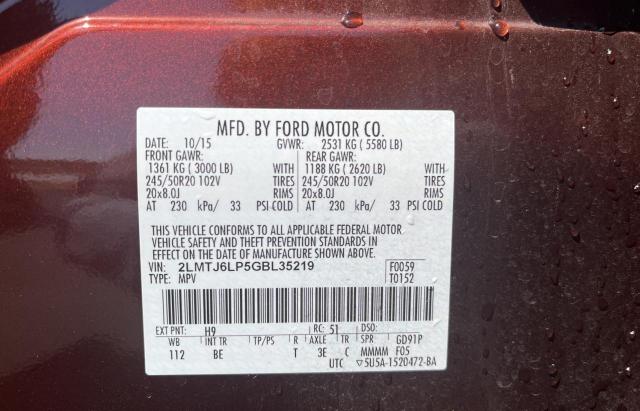 MFD. BY FORD MOTOR CO.
DATE: 10/15 GVWR: 2531 KG ( 5580 LB)
FRONT GAWR: REAR GAWR:
1361 KG ( 3000 LB) WITH 1188 KG ( 2620 LB) WITH
245/50R20 102V TIRES 245/50R20 102V TIRES
20x8.0J RIMS 20x8.0J RIMS
AT 230 kPa/ 33 PSI COLD AT 230 kPa/ 33 PSI COLD
THIS VEHICLE CONFORMS TO ALL APPLICABLE FEDERAL MOTOR
VEHICLE SAFETY AND THEFT PREVENTION STANDARDS IN
EFFECT ON THE DATE OF MANUFACTURE SHOWN ABOVE.
VIN: 2LMTJ6LP5GBL35219 F0059
TYPE: MPV T0152
EXT PNT: H9 RC: 51 DSO:
WB INT TR TP/PS R AXLE TR SPR GD91P
112 BE T 3E C MMMM F05
UTC ▽5U5A-1520472-BA